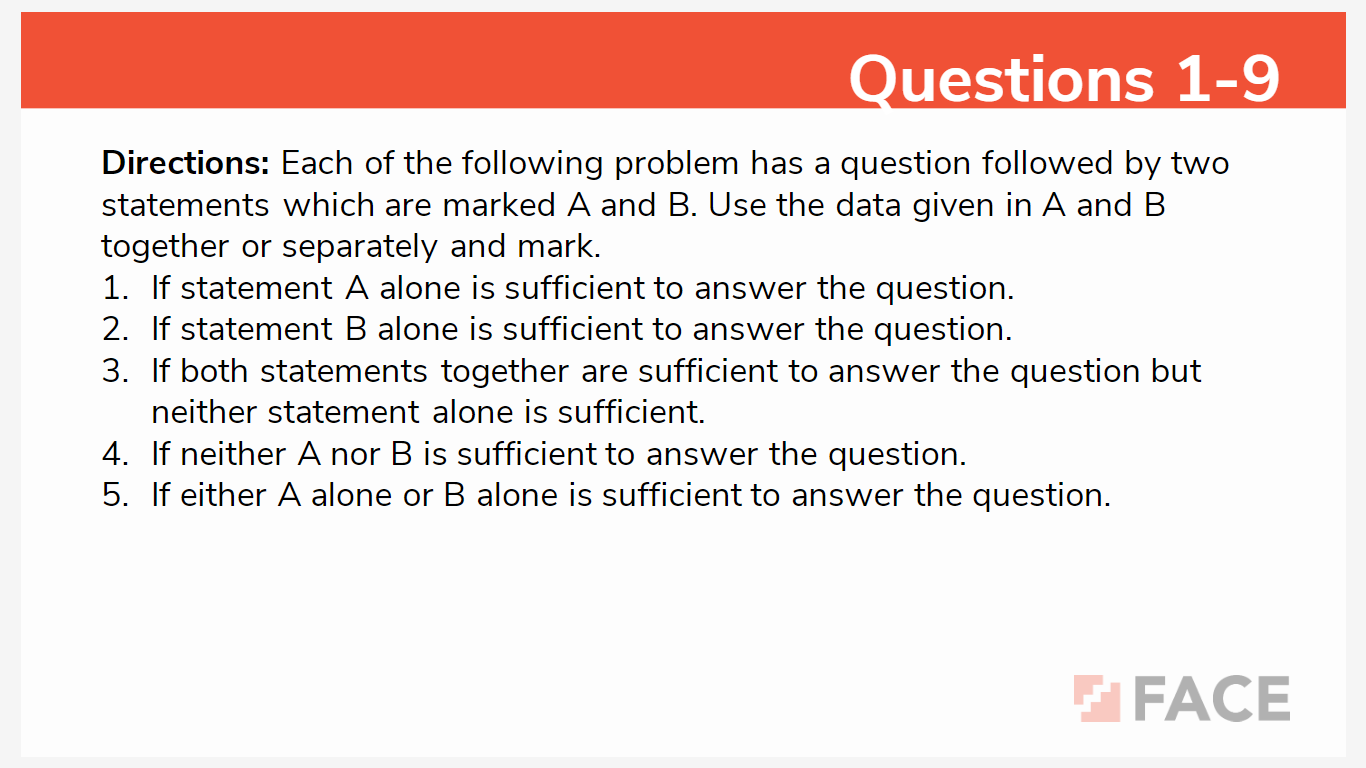 Questions 1-9
Directions: Each of the following problem has a question followed by two
statements which are marked A and B. Use the data given in A and B
together or separately and mark.
1. If statement A alone is sufficient to answer the question.
2. If statement B alone is sufficient to answer the question.
3. If both statements together are sufficient to answer the question but
neither statement alone is sufficient.
4. If neither A nor B is sufficient to answer the question.
5. If either A alone or B alone is sufficient to answer the question.
FACE